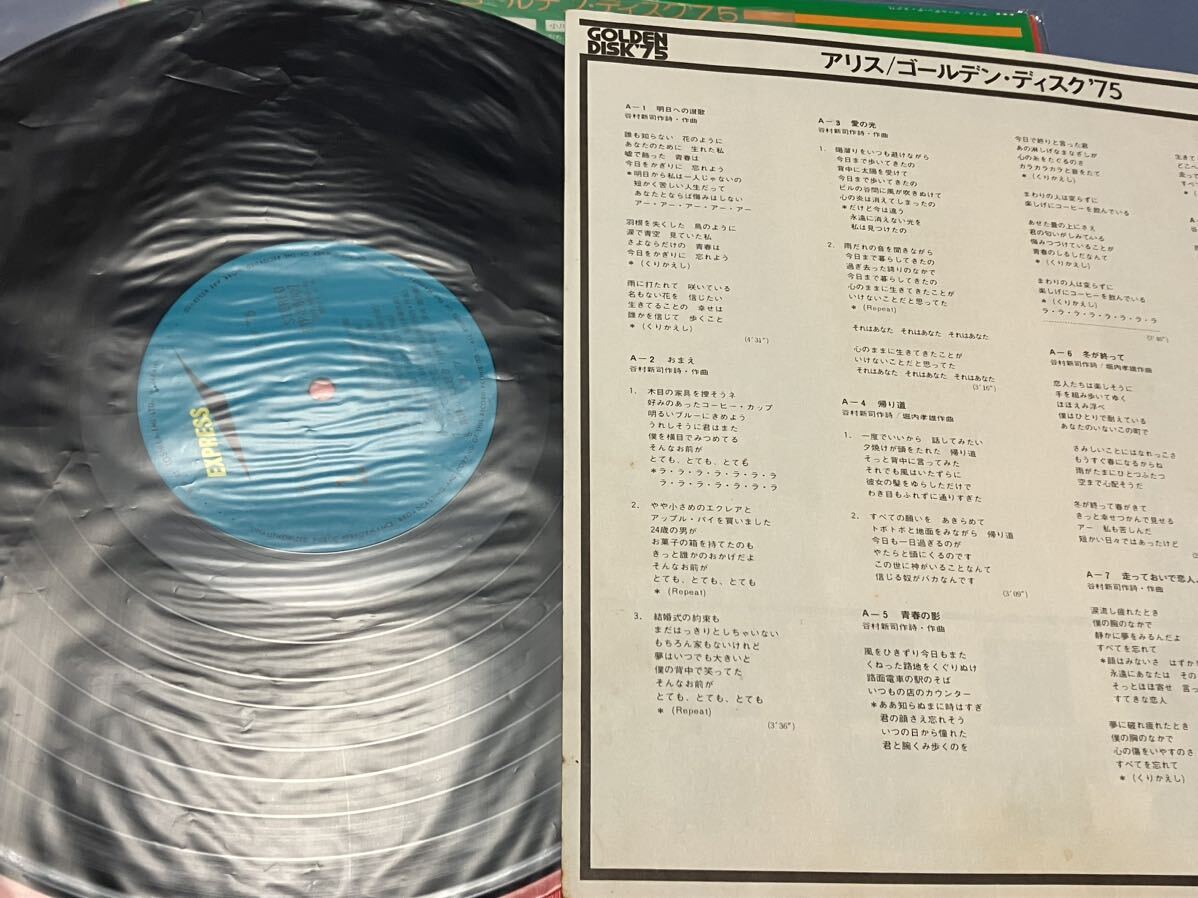 ゴールデン・ディスク'75
GOLDEN
DISK'75
アリス/ゴールデン・ディスク'75
A－1 明日への讃歌
谷村新司作詩・作曲
誰も知らない 花のように
あなたのために 生れた私
嘘で飾った 青春は
今日をかぎりに 忘れよう
*明日から私は一人じゃないの
短かく苦しい人生だって
あなたとならば悔みはしない
アー・アー・アー・アー・アー
羽根を失くした 鳥のように
涙で青空 見ていた私
さよならだけの 青春は
今日をかぎりに 忘れよう
*(くりかえし)
雨に打たれて 咲いている
名もない花を 信じたい
生きてることの 幸せは
誰かを信じて 歩くこと
*(くりかえし)
(4'31")
A－2 おまえ
谷村新司作詩・作曲
1. 木目の家具を捜そうネ
好みのあったコーヒー・カップ
明るいブルーにきめよう
うれしそうに君はまた
僕を横目でみつめてる
そんなお前が
とても、とても、とても
*ラ・ラ・ラ・ラ・ラ・ラ・ラ
ラ・ラ・ラ・ラ・ラ・ラ・ラ
2. やや小さめのエクレアと
アップル・パイを買いました
24歳の男が
お菓子の箱を持てたのも
きっと誰かのおかげだよ
そんなお前が
とても、とても、とても
*(Repeat)
3. 結婚式の約束も
まだはっきりとしちゃいない
もちろん家もないけれど
夢はいつでも大きいと
僕の背中で笑ってた
そんなお前が
とても、とても、とても
*(Repeat)
(3'36")
A－3 愛の光
谷村新司作詩・作曲
1. 陽溜りをいつも避けながら
今日まで歩いてきたの
背中に太陽を受けて
今日まで歩いてきたの
ビルの谷間に風が吹きぬけて
心の炎は消えてしまったの
*だけど今は違う
永遠に消えない光を
私は見つけたの
2. 雨だれの音を聞きながら
今日まで暮らしてきたの
過ぎ去った誇りのなかで
今日まで暮らしてきたの
心のままに生きてきたことが
いけないことだと思ってた
*(Repeat)
それはあなた それはあなた それはあなた
心のままに生きてきたことが
いけないことだと思ってた
それはあなた それはあなた それはあなた
(3'16")
A－4 帰り道
谷村新司作詩/堀内孝雄作曲
1. 一度でいいから 話してみたい
夕焼けが頭をたれた 帰り道
そっと背中に言ってみた
それでも風はいたずらに
彼女の髪をゆらしただけで
わき目もふれずに通りすぎた
2. すべての願いを あきらめて
トボトボと地面をみながら 帰り道
今日も一日過ぎるのが
やたらと頭にくるのです
この世に神がいることなんて
信じる奴がバカなんです
(3'09")
A－5 青春の影
谷村新司作詩・作曲
風をひきずり今日もまた
くねった路地をくぐりぬけ
路面電車の駅のそば
いつもの店のカウンター
*ああ知らぬまに時はすぎ
君の顔さえ忘れそう
いつの日から憧れた
君と腕くみ歩くのを
今日で終りと言った君
あの淋しげなまなざしが
心の糸をたぐるのさ
カラカラカラと音をたて
*(くりかえし)
まわりの人は変らずに
楽しげにコーヒーを飲んでいる
あせた畳の上にさえ
君の匂いがしみている
悔みつづけていることが
青春のしるしだなんて
*(くりかえし)
まわりの人は変らずに
楽しげにコーヒーを飲んでいる
*(くりかえし)
ラ・ラ・ラ・ラ・ラ・ラ・ラ
A－6 冬が終って
谷村新司作詩/堀内孝雄作曲
恋人たちは楽しそうに
手を組み歩いてゆく
ほほえみ浮べ
僕はひとりで耐えている
あなたのいないこの町で
さみしいことにはなれっこさ
もうすぐ春になるからね
雨がたまにひとつふたつ
空まで心配そうだ
冬が終って春がきて
きっと幸せつかんで見せる
アー 私も苦しんだ
短かい日々ではあったけど
A－7 走っておいで恋人
谷村新司作詩・作曲
涙流し疲れたとき
僕の胸のなかで
静かに夢をみるんだよ
すべてを忘れて
*顔はみないさ はずか
永遠にあなたは その
そっとほほ寄せ 言っ
すてきな恋人
夢に破れ疲れたとき
僕の胸のなかで
心の傷をいやすのさ
すべてを忘れて
*(くりかえし)
生きて
どこへ
走って
すべ
EXPRESS